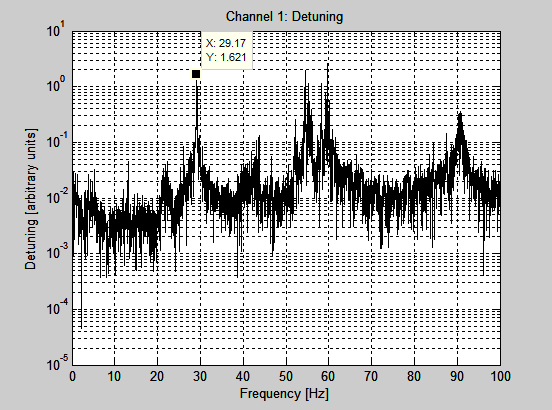 Channel 1: Detuning
X: 29.17
Y: 1.621
Detuning [arbitrary units]
10^1
10^0
10^-1
10^-2
10^-3
10^-4
10^-5
0 10 20 30 40 50 60 70 80 90 100
Frequency [Hz]